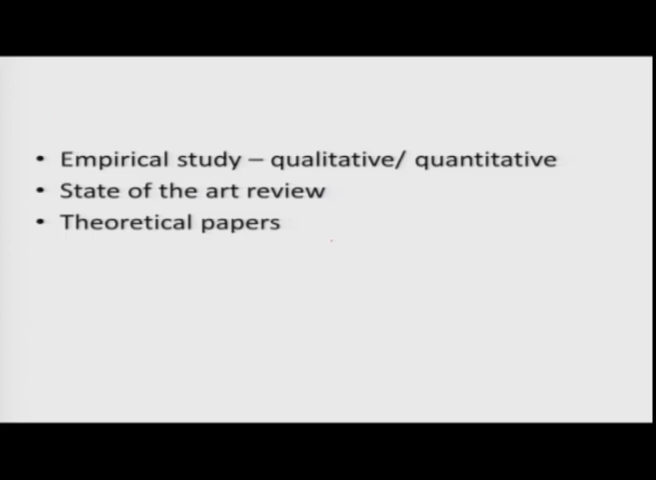 • Empirical study – qualitative/ quantitative
• State of the art review
• Theoretical papers